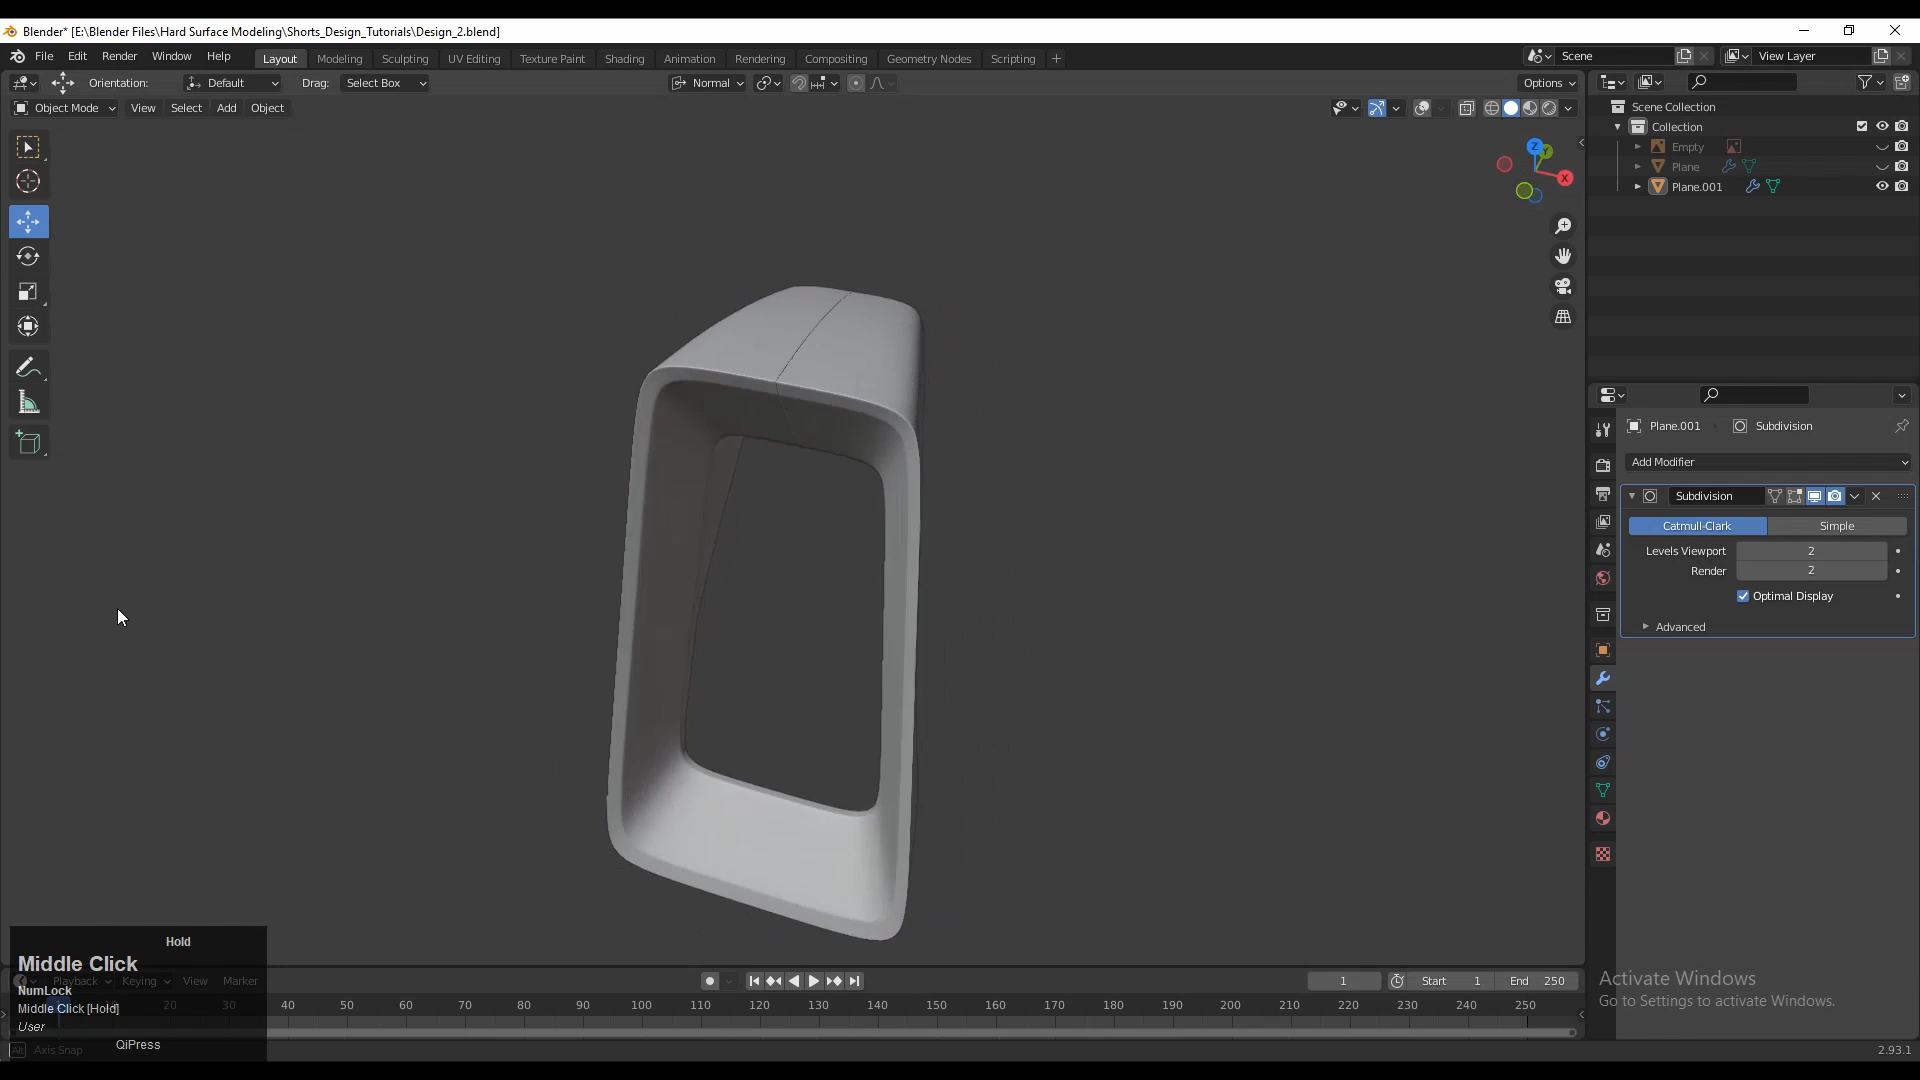 Blender* [E:\Blender Files\Hard Surface Modeling\Shorts_Design_Tutorials\Design_2.blend]
File Edit Render Window Help Layout Modeling Sculpting UV Editing Texture Paint Shading Animation Rendering Compositing Geometry Nodes Scripting + Scene View Layer
Orientation: Default Drag: Select Box Normal Options
Object Mode View Select Add Object
Scene Collection
Collection
Empty
Plane
Plane.001
Z Y
X
Plane.001 Subdivision
Add Modifier
Subdivision
Catmull-Clark Simple
Levels Viewport 2
Render 2
Optimal Display
Advanced
Hold
Middle Click
Playback Keying View Marker
1 Start 1 End 250
NumLock
Middle Click [Hold]
User
QiPress
20 30 40 50 60 70 80 90 100 110 120 130 140 150 160 170 180 190 200 210 220 230 240 250
Alt Axis Snap
Activate Windows
Go to Settings to activate Windows.
2.93.1